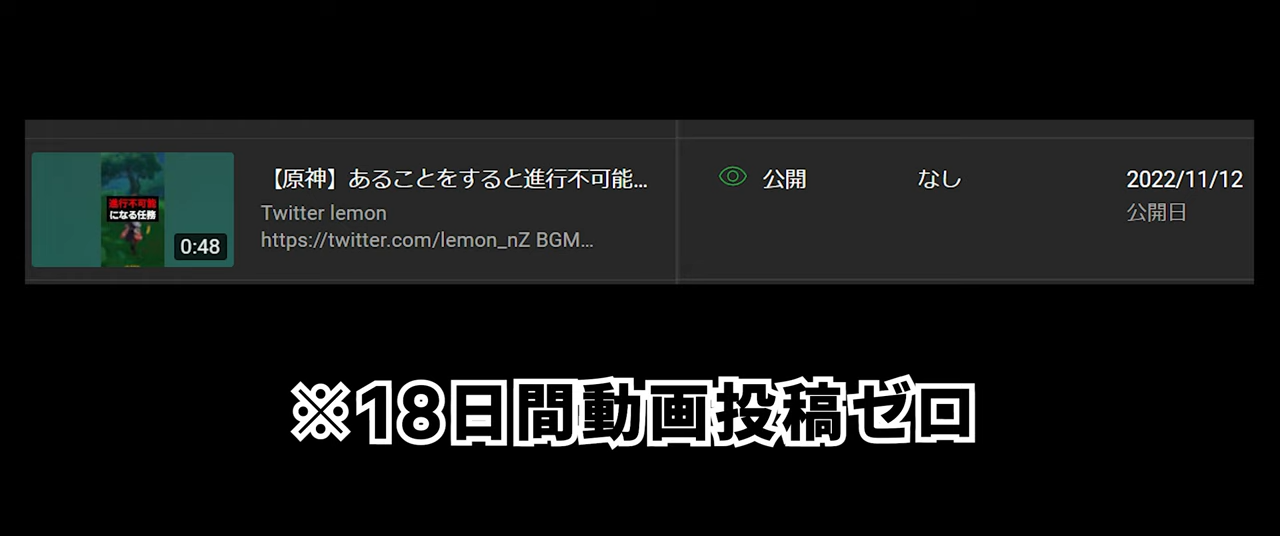 【原神】あることをすると進行不可能...
Twitter lemon
https://twitter.com/lemon_nZ BGM...
進行不可能
になる任務
0:48
公開
なし
2022/11/12
公開日
※18日間動画投稿ゼロ